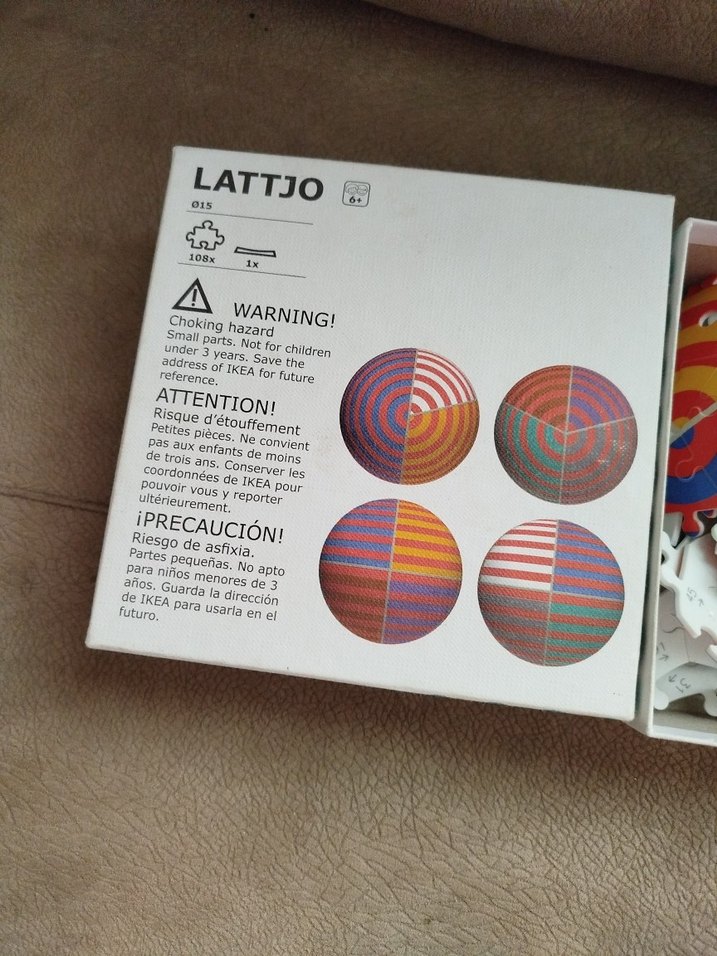 LATTJO
6+
Ø15
108x 1x
WARNING!
Choking hazard
Small parts. Not for children
under 3 years. Save the
address of IKEA for future
reference.
ATTENTION!
Risque d'étouffement
Petites pièces. Ne convient
pas aux enfants de moins
de trois ans. Conserver les
coordonnées de IKEA pour
pouvoir vous y reporter
ultérieurement.
¡PRECAUCIÓN!
Riesgo de asfixia.
Partes pequeñas. No apto
para niños menores de 3
años. Guarda la dirección
de IKEA para usarla en el
futuro.